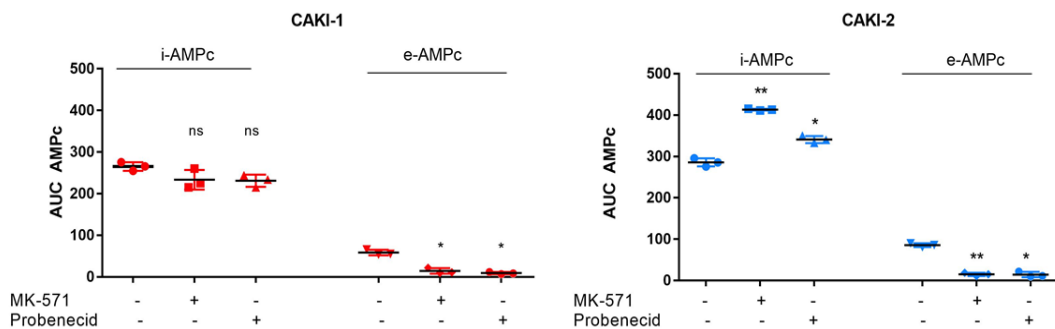 CAKI-1
i-AMPc e-AMPc
500
400
300
200
100
0
AUC AMPc
ns ns * *
MK-571 - + - - + -
Probenecid - - + - - +
CAKI-2
i-AMPc e-AMPc
500
400
300
200
100
0
AUC AMPc
** * ** *
MK-571 - + - - + -
Probenecid - - + - - +